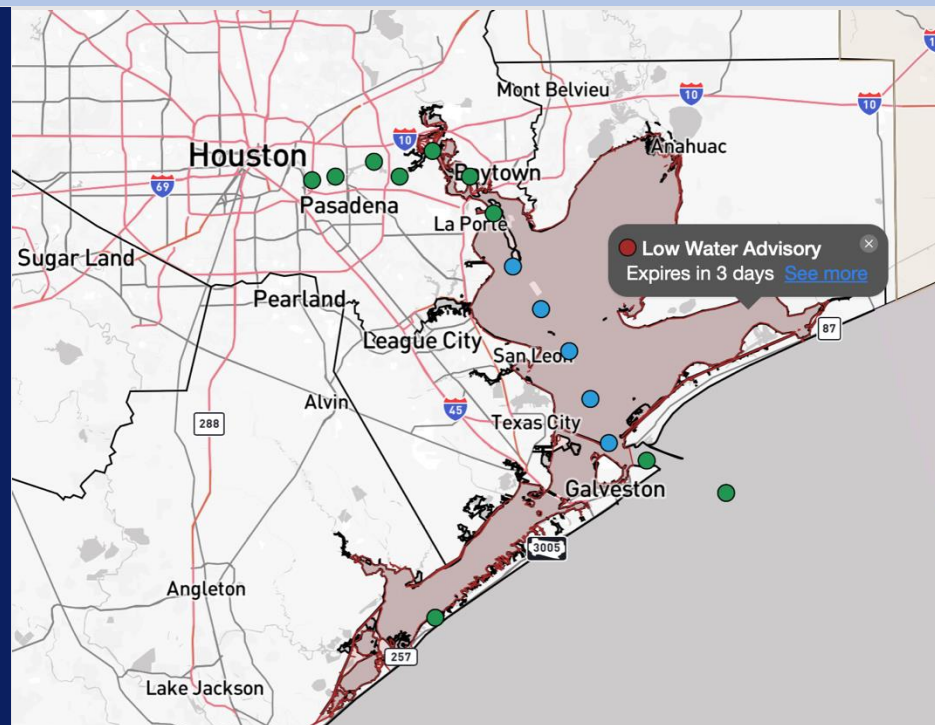 1
Mont Belvieu
10
10
10
Houston
Anahuac
Baytown
69
Pasadena
La Porte
Low Water Advisory
Expires in 3 days See more
Sugar Land
Pearland
87
League City
San Leon
Alvin
45
288
Texas City
Galveston
3005
Angleton
257
Lake Jackson